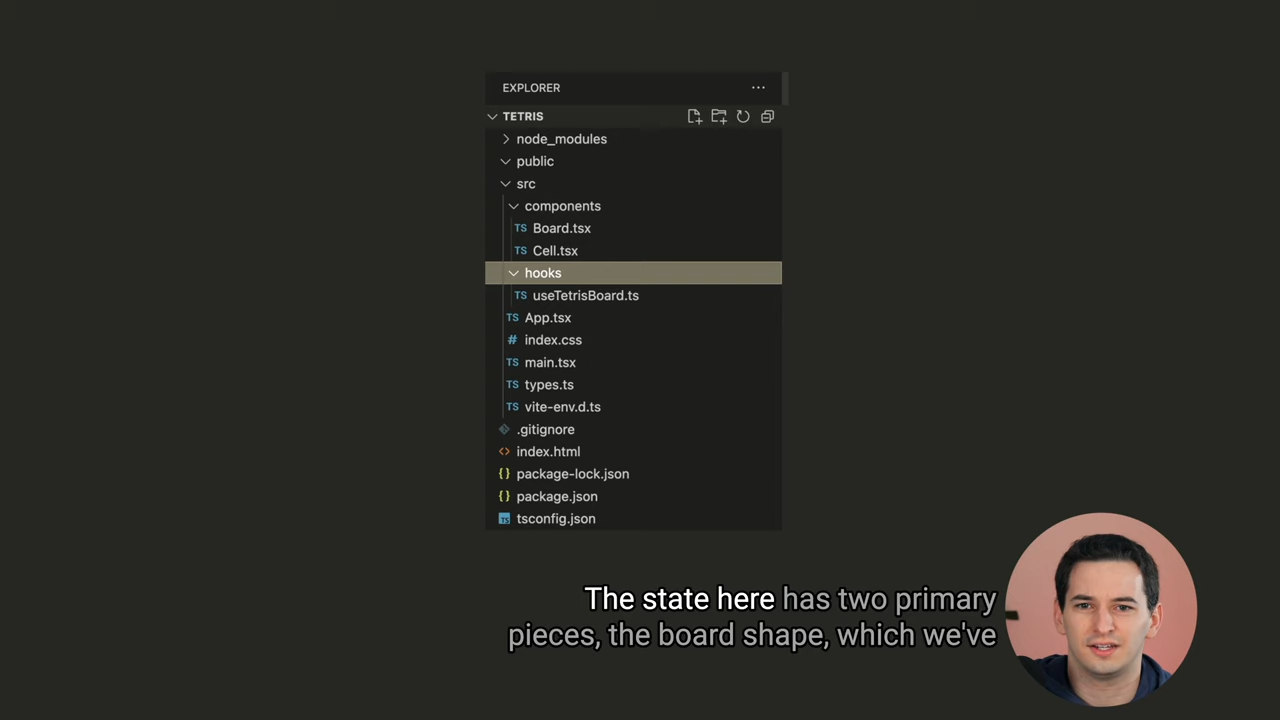 EXPLORER
TETRIS
node_modules
public
src
components
TS Board.tsx
TS Cell.tsx
hooks
TS useTetrisBoard.ts
TS App.tsx
# index.css
TS main.tsx
TS types.ts
TS vite-env.d.ts
.gitignore
<> index.html
{} package-lock.json
{} package.json
TS tsconfig.json
The state here has two primary
pieces, the board shape, which we've